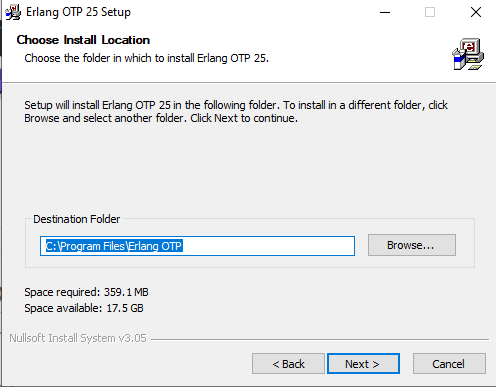 Erlang OTP 25 Setup
Choose Install Location
Choose the folder in which to install Erlang OTP 25.
Setup will install Erlang OTP 25 in the following folder. To install in a different folder, click
Browse and select another folder. Click Next to continue.
Destination Folder
C:\Program Files\Erlang OTP
Browse...
Space required: 359.1 MB
Space available: 17.5 GB
Nullsoft Install System v3.05
< Back
Next >
Cancel